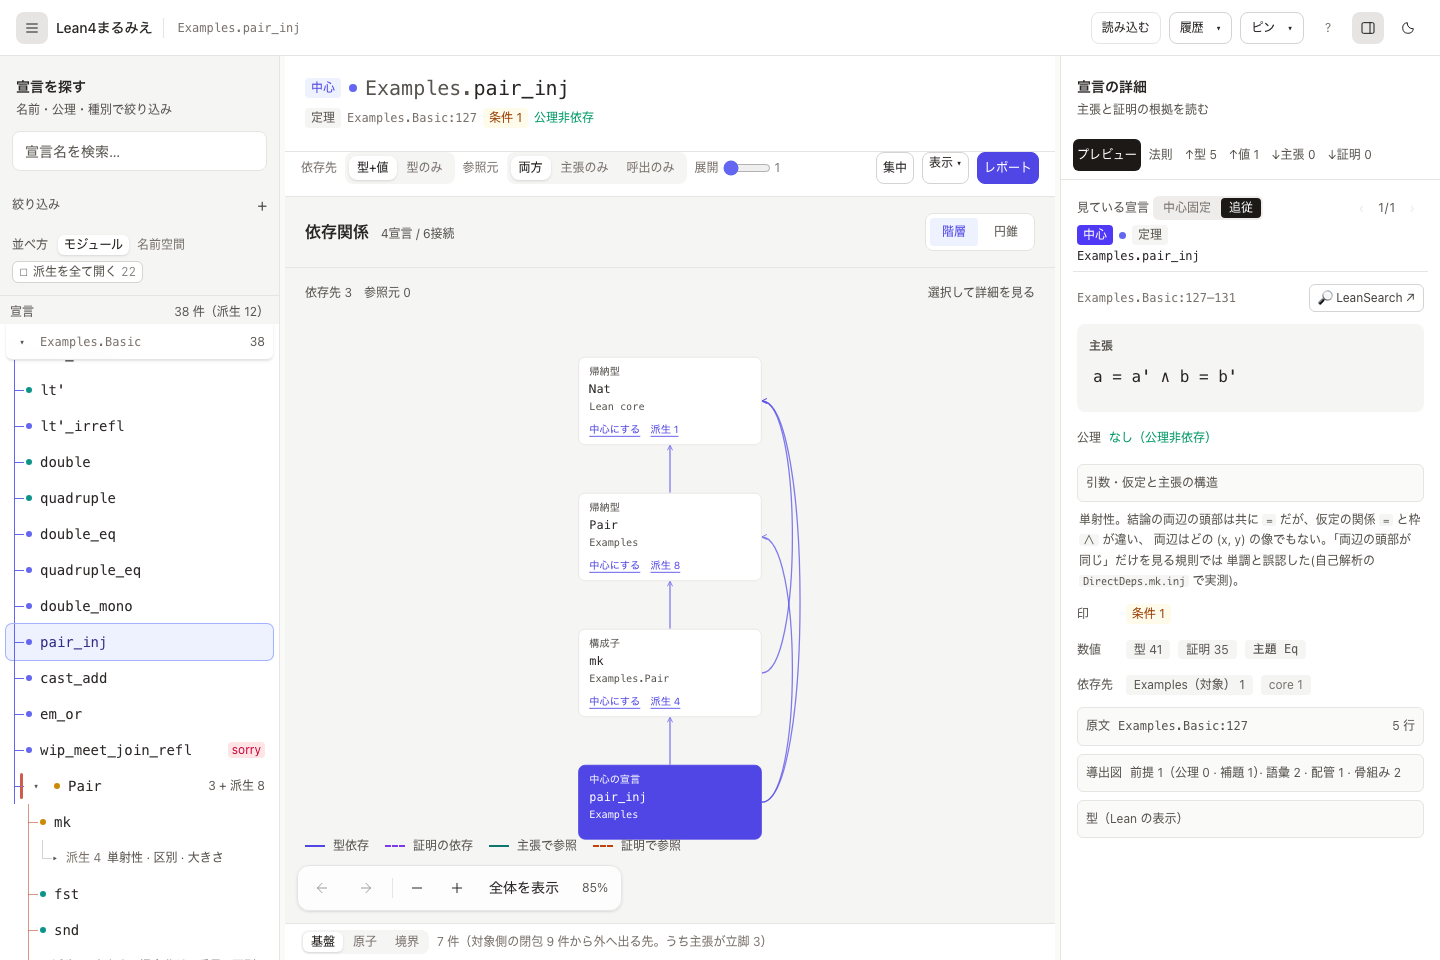 Lean4まるみえ Examples.pair_inj 読み込む 履歴 ピン ?
宣言を探す
名前・公理・種別で絞り込み
宣言名を検索...
絞り込み +
並べ方 モジュール 名前空間
派生を全て開く 22
宣言 38 件（派生 12）
Examples.Basic 38
lt'
lt'_irrefl
double
quadruple
double_eq
quadruple_eq
double_mono
pair_inj
cast_add
em_or
wip_meet_join_refl sorry
Pair 3 + 派生 8
mk
派生 4 単射性 · 区別 · 大きさ
fst
snd
中心 Examples.pair_inj
定理 Examples.Basic:127 条件 1 公理非依存
依存先 型+値 型のみ 参照元 両方 主張のみ 呼出のみ 展開 1 集中 表示 レポート
依存関係 4宣言 / 6接続 階層 円錐
依存先 3 参照元 0 選択して詳細を見る
帰納型
Nat
Lean core
中心にする 派生 1
帰納型
Pair
Examples
中心にする 派生 8
構成子
mk
Examples.Pair
中心にする 派生 4
中心の宣言
pair_inj
Examples
型依存 証明の依存 主張で参照 証明で参照
← → − + 全体を表示 85%
基盤 原子 境界 7 件（対象側の閉包 9 件から外へ出る先。うち主張が立脚 3）
宣言の詳細
主張と証明の根拠を読む
プレビュー 法則 ↑型 5 ↑値 1 ↓主張 0 ↓証明 0
見ている宣言 中心固定 追従 ‹ 1/1 ›
中心 定理
Examples.pair_inj
Examples.Basic:127–131 🔎 LeanSearch ↗
主張
a = a' ∧ b = b'
公理 なし（公理非依存）
引数・仮定と主張の構造
単射性。結論の両辺の頭部は共に = だが、仮定の関係 = と枠
∧ が違い、 両辺はどの (x, y) の像でもない。「両辺の頭部が
同じ」だけを見る規則では 単調と誤認した(自己解析の
DirectDeps.mk.inj で実測)。
印 条件 1
数値 型 41 証明 35 主題 Eq
依存先 Examples（対象） 1 core 1
原文 Examples.Basic:127 5 行
導出図 前提 1（公理 0 · 補題 1）· 語彙 2 · 配管 1 · 骨組み 2
型（Lean の表示）